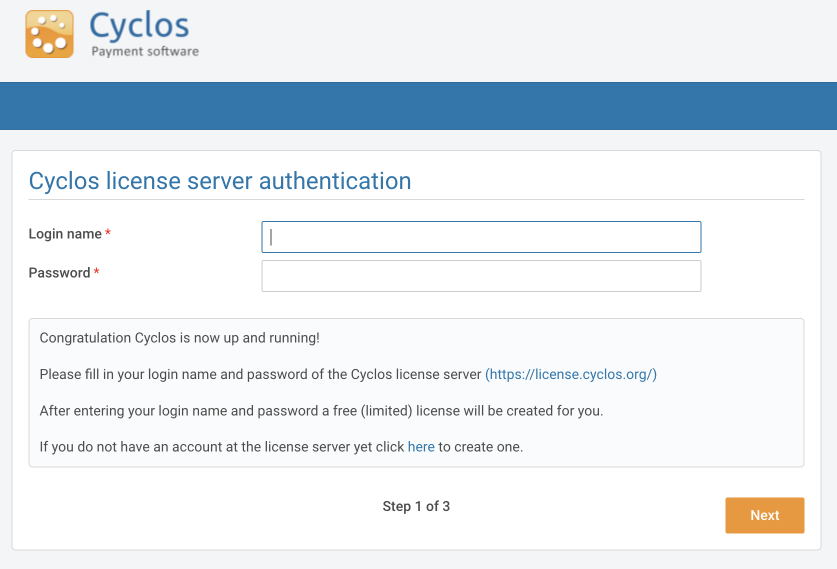 Cyclos
Payment software
Cyclos license server authentication
Login name *
Password *
Congratulation Cyclos is now up and running!
Please fill in your login name and password of the Cyclos license server (https://license.cyclos.org/)
After entering your login name and password a free (limited) license will be created for you.
If you do not have an account at the license server yet click here to create one.
Step 1 of 3
Next